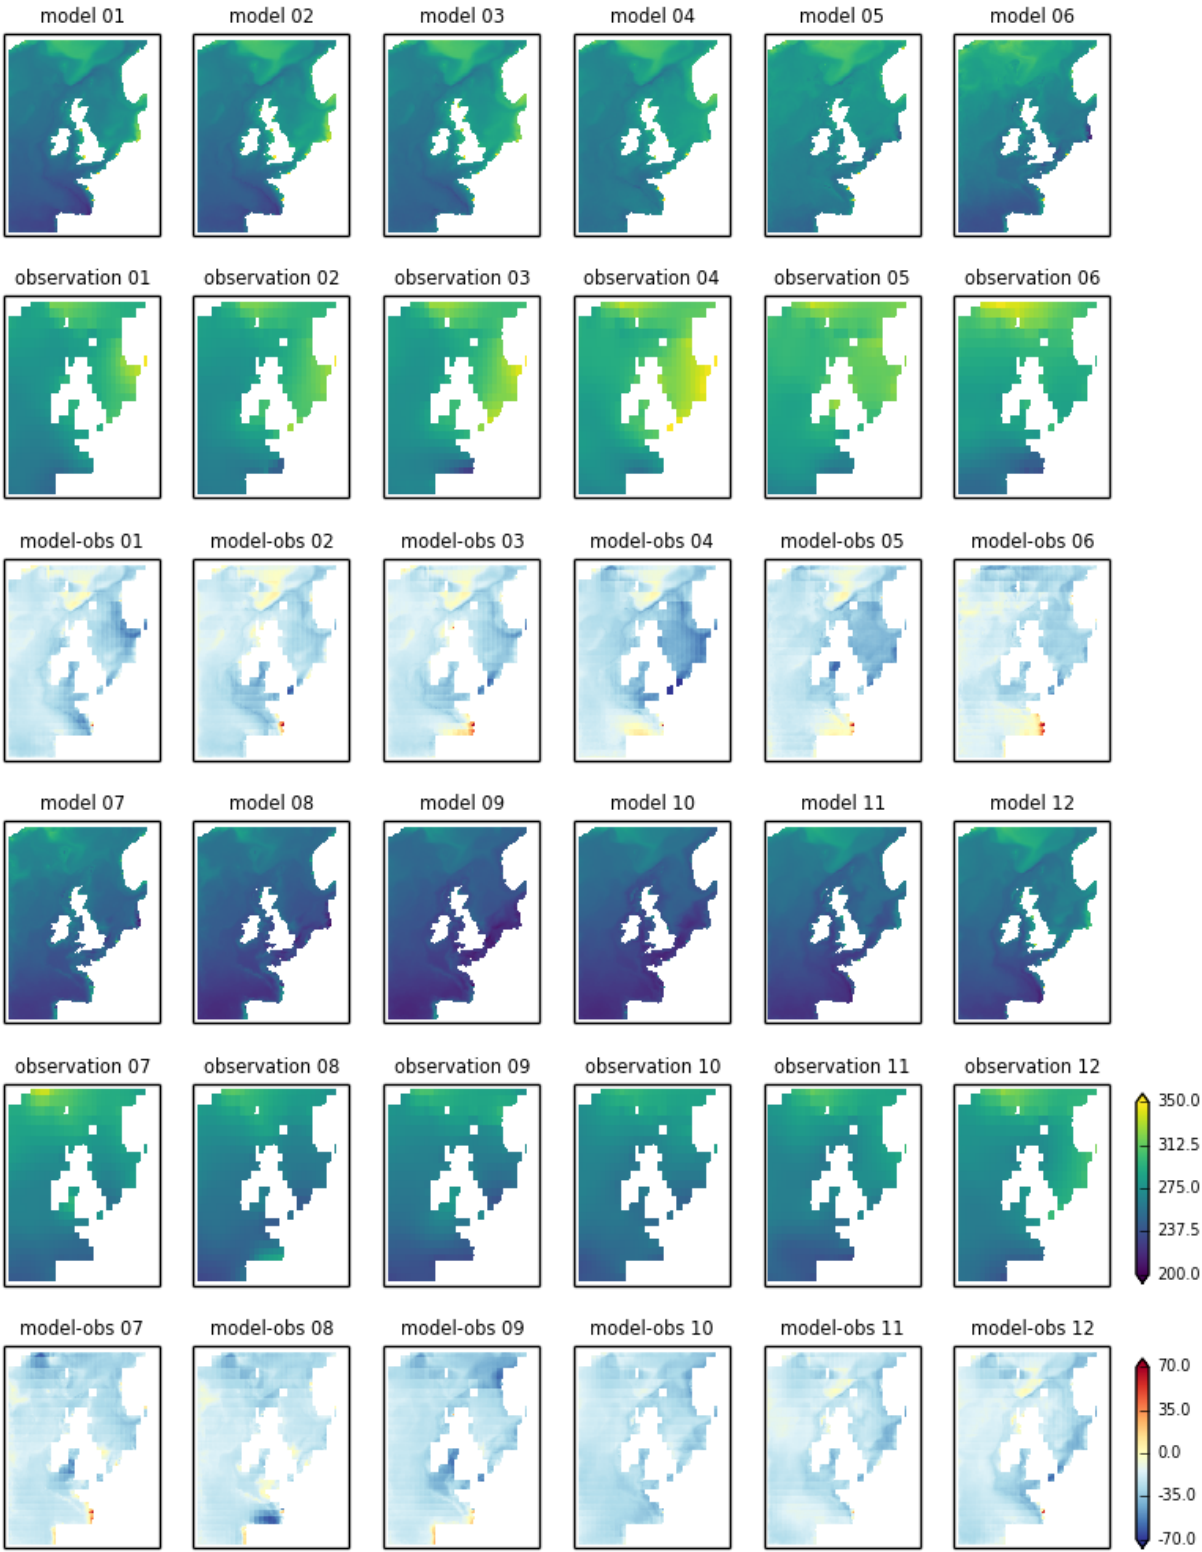 model 01 model 02 model 03 model 04 model 05 model 06
observation 01 observation 02 observation 03 observation 04 observation 05 observation 06
model-obs 01 model-obs 02 model-obs 03 model-obs 04 model-obs 05 model-obs 06
model 07 model 08 model 09 model 10 model 11 model 12
observation 07 observation 08 observation 09 observation 10 observation 11 observation 12
350.0
312.5
275.0
237.5
200.0
model-obs 07 model-obs 08 model-obs 09 model-obs 10 model-obs 11 model-obs 12
70.0
35.0
0.0
-35.0
-70.0